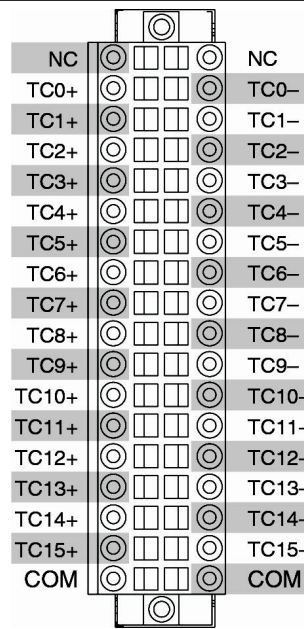 NC NC
TC0+ TC0–
TC1+ TC1–
TC2+ TC2–
TC3+ TC3–
TC4+ TC4–
TC5+ TC5–
TC6+ TC6–
TC7+ TC7–
TC8+ TC8–
TC9+ TC9–
TC10+ TC10-
TC11+ TC11-
TC12+ TC12-
TC13+ TC13-
TC14+ TC14-
TC15+ TC15-
COM COM